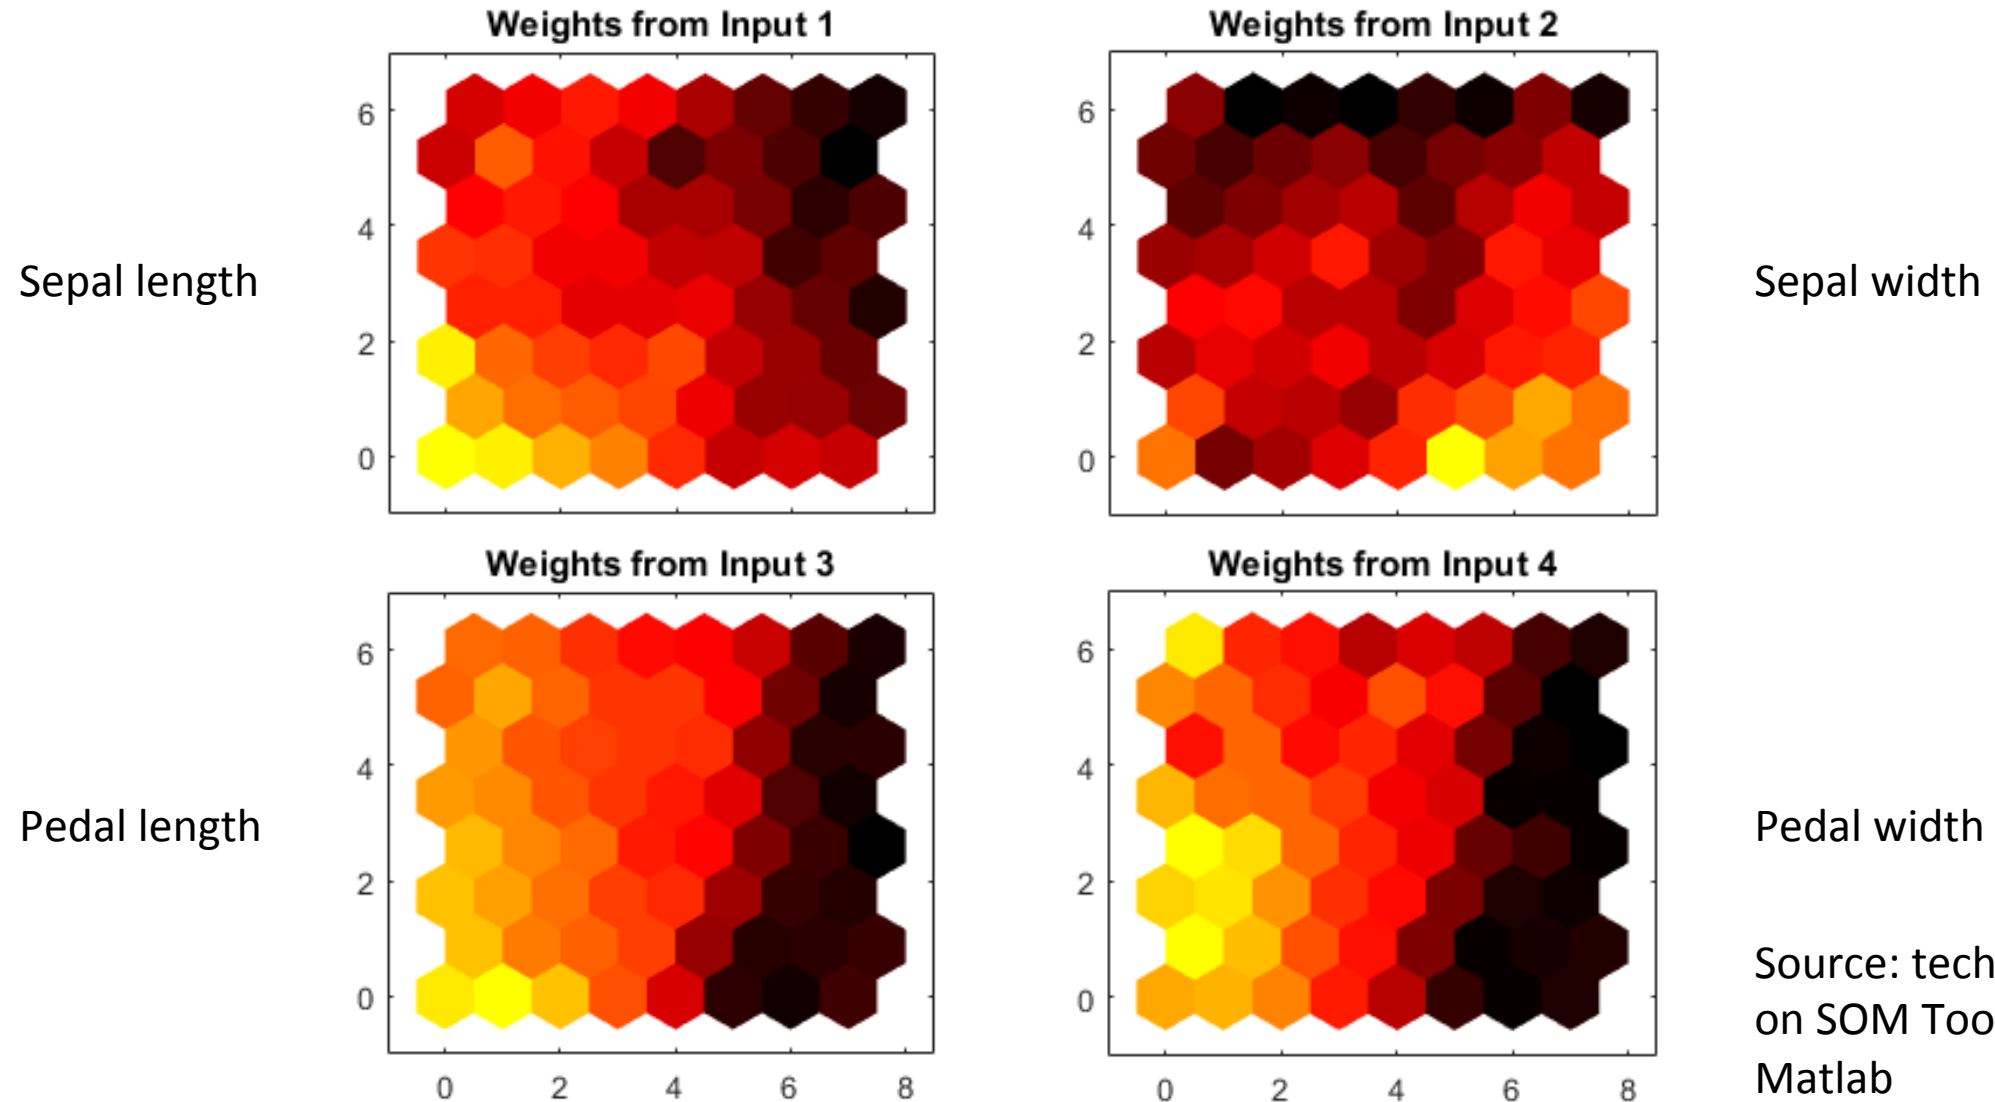 Weights from Input 1
Weights from Input 2
6
4
2
0
6
4
2
0
Sepal length
Sepal width
Weights from Input 3
Weights from Input 4
6
4
2
0
0 2 4 6 8
6
4
2
0
0 2 4 6 8
Pedal length
Pedal width
Source: tech
on SOM Too
Matlab